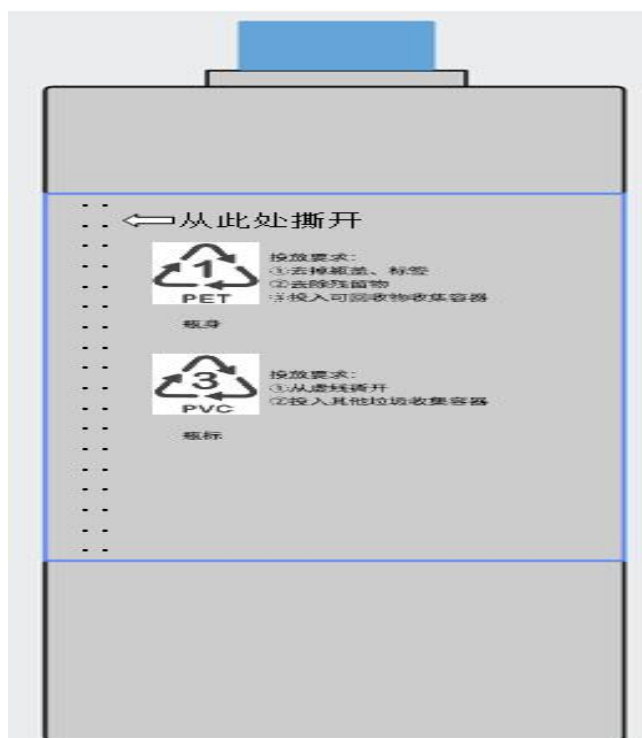 从此处撕开
1
PET
投放要求：
①去掉瓶盖、标签
②去除残留物
③投入可回收物收集容器
瓶身
3
PVC
投放要求：
①从虚线撕开
②投入其他垃圾收集容器
瓶标